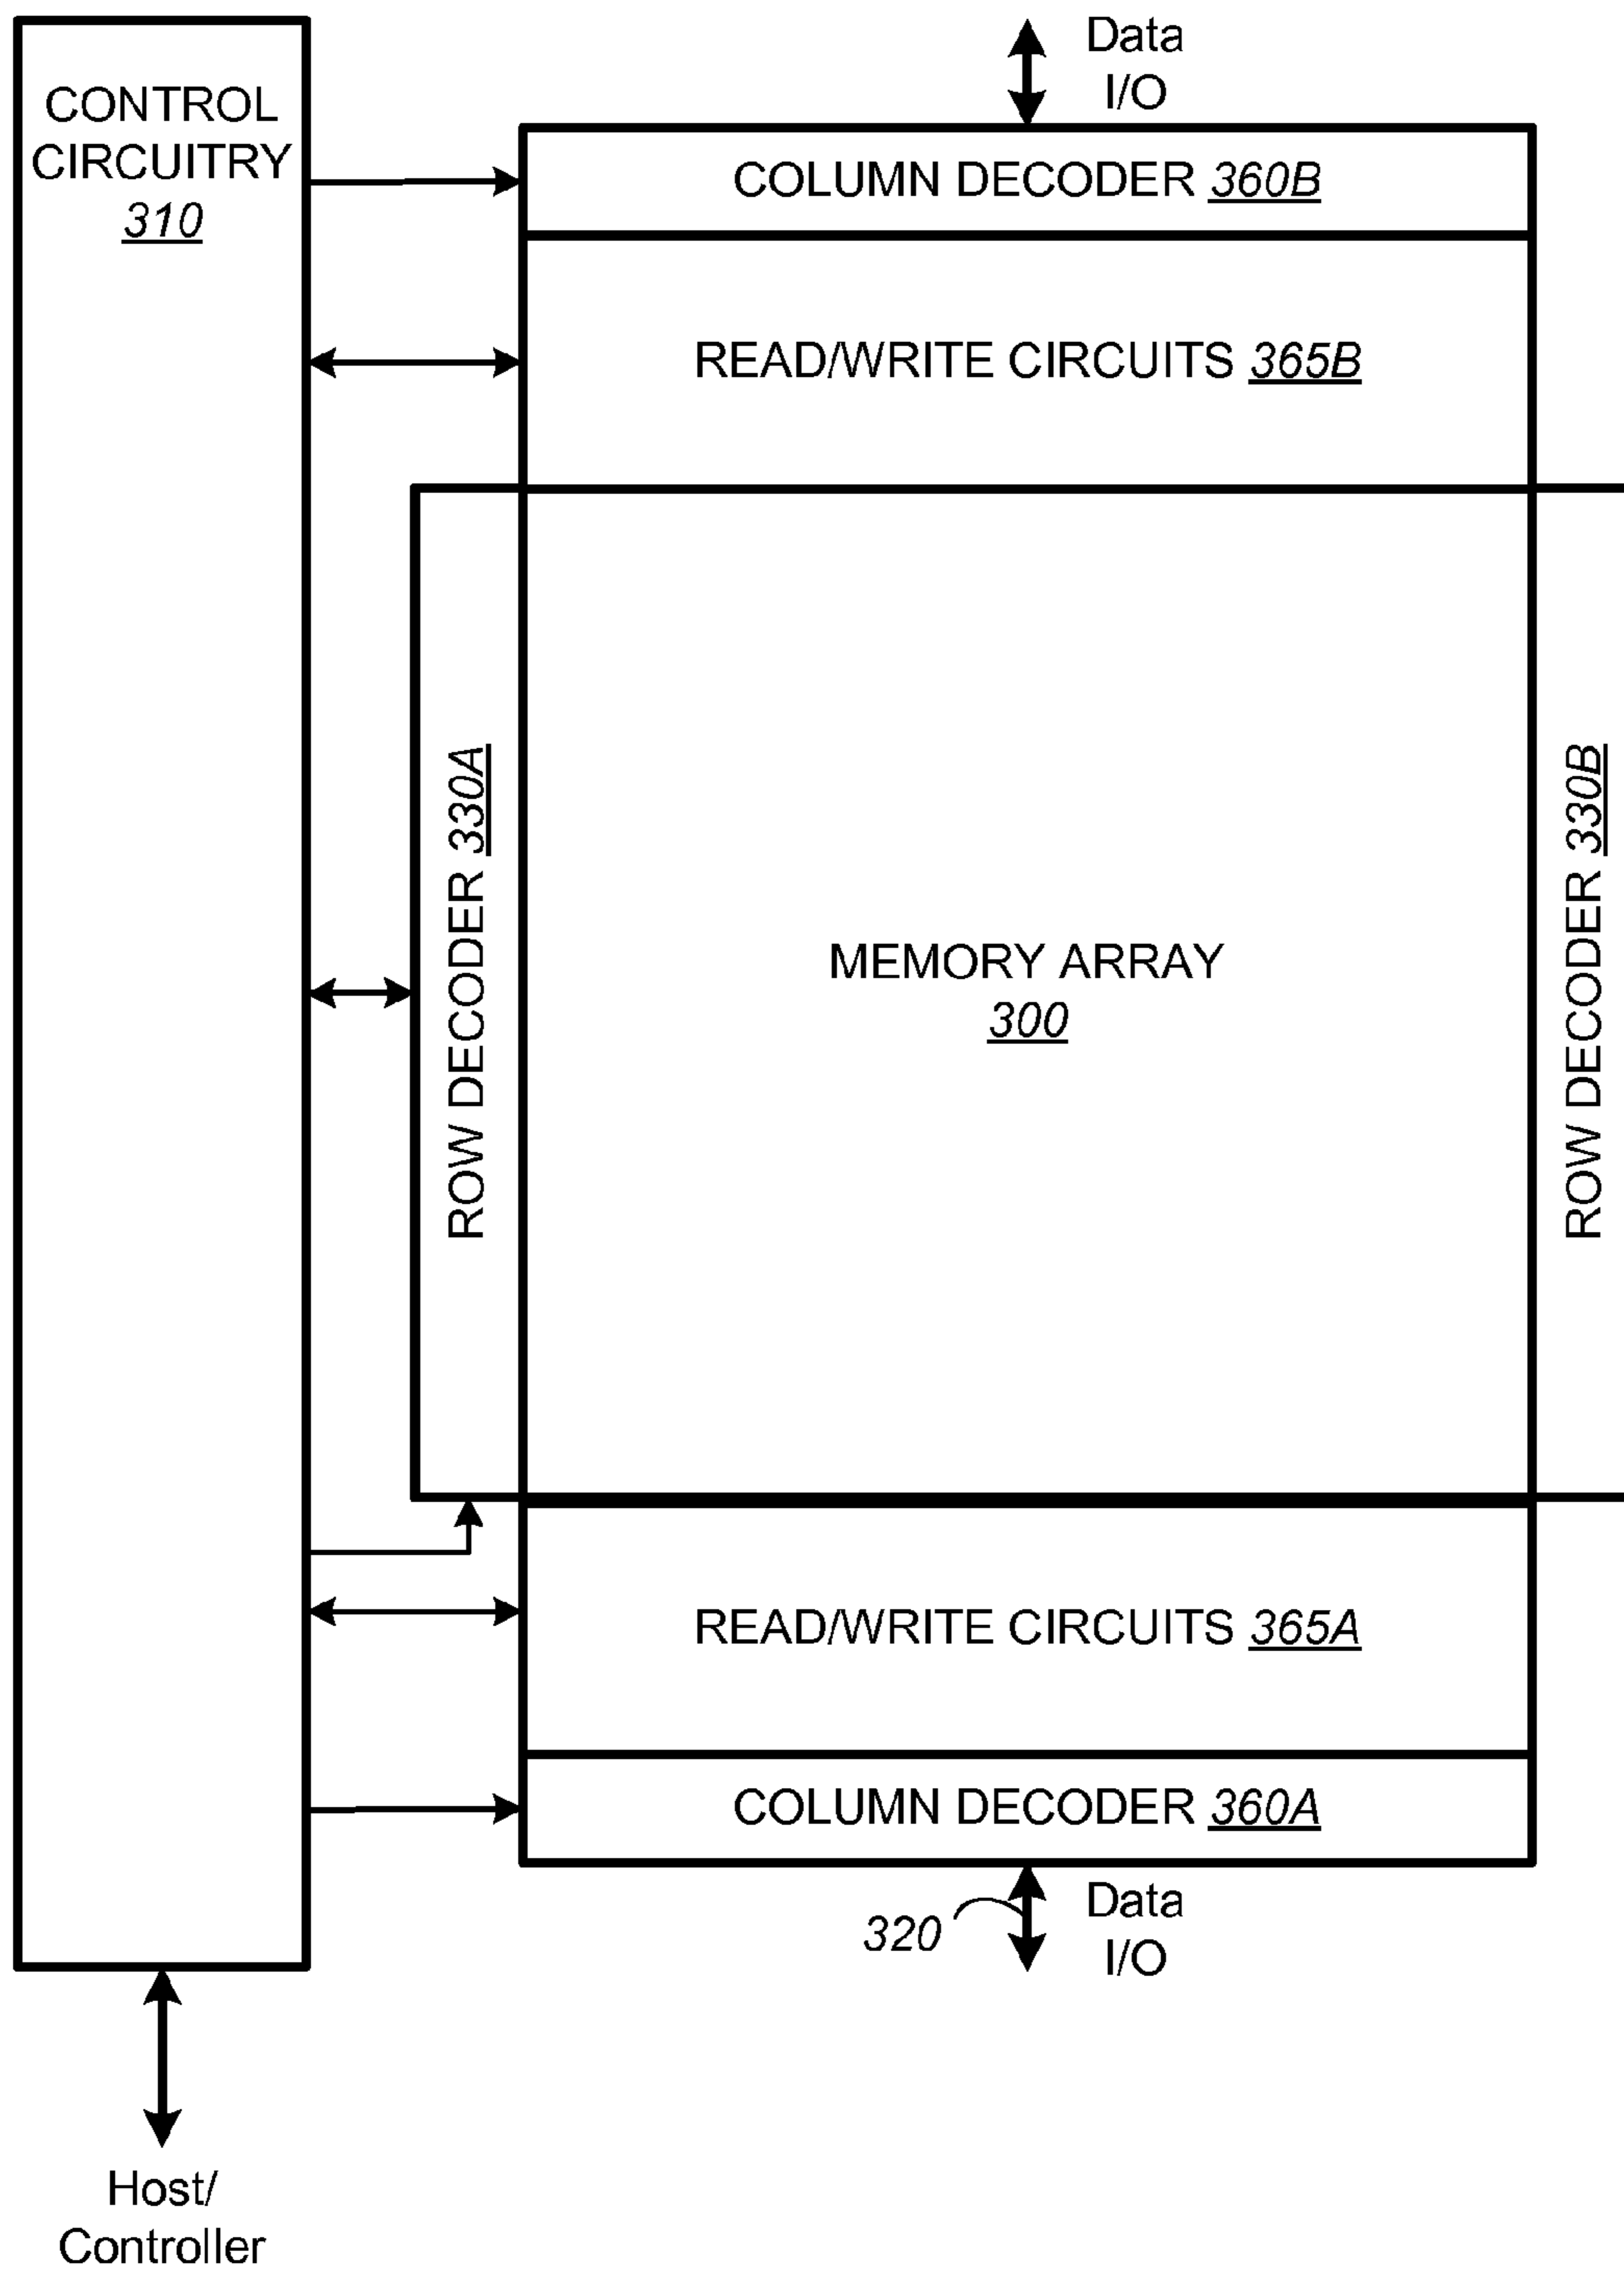 CONTROL
CIRCUITRY
310
Data
I/O
COLUMN DECODER 360B
READ/WRITE CIRCUITS 365B
ROW DECODER 330A
MEMORY ARRAY
300
ROW DECODER 330B
READ/WRITE CIRCUITS 365A
COLUMN DECODER 360A
320
Data
I/O
Host/
Controller